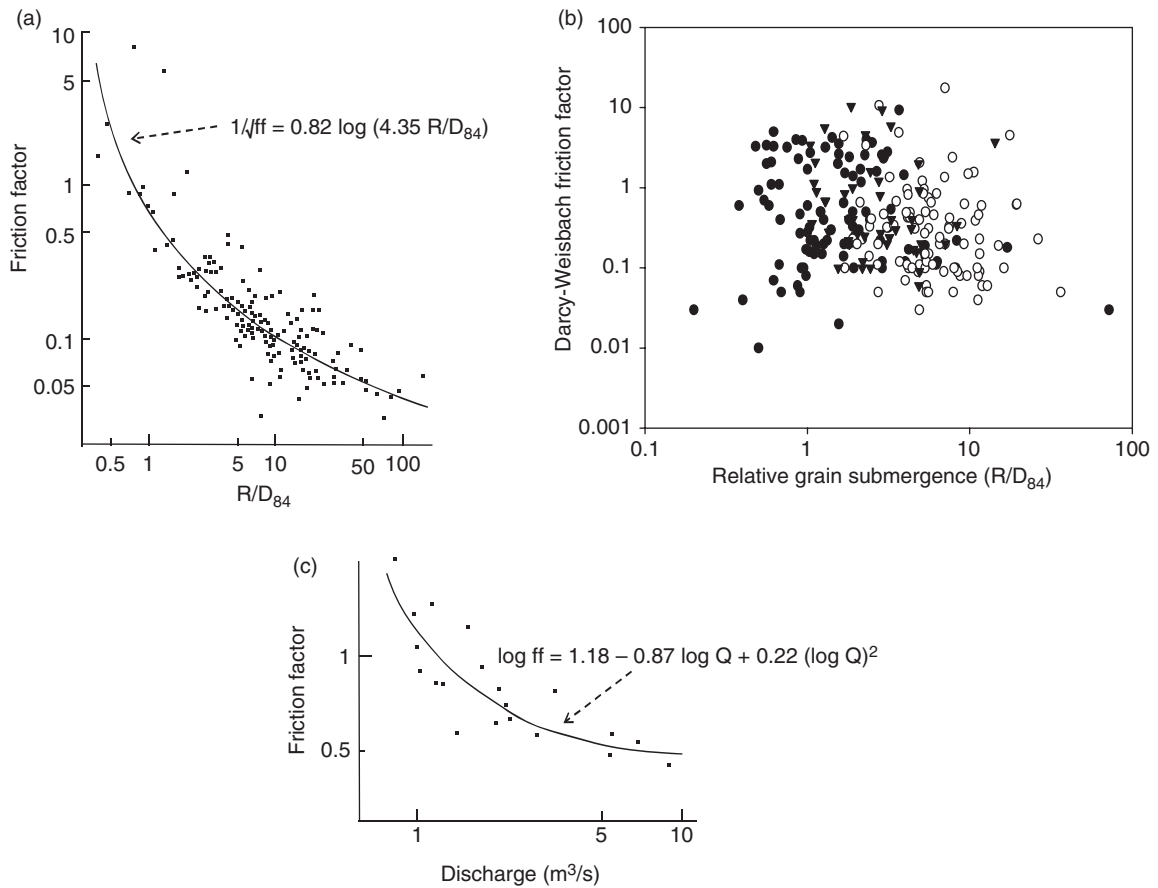 (a)
10
5
1
0.5
0.1
0.05
Friction factor
1/√ff = 0.82 log (4.35 R/D84)
0.5 1 5 10 50 100
R/D84
(b)
100
10
1
0.1
0.01
0.001
Darcy-Weisbach friction factor
0.1 1 10 100
Relative grain submergence (R/D84)
(c)
1
0.5
Friction factor
log ff = 1.18 – 0.87 log Q + 0.22 (log Q)²
1 5 10
Discharge (m³/s)